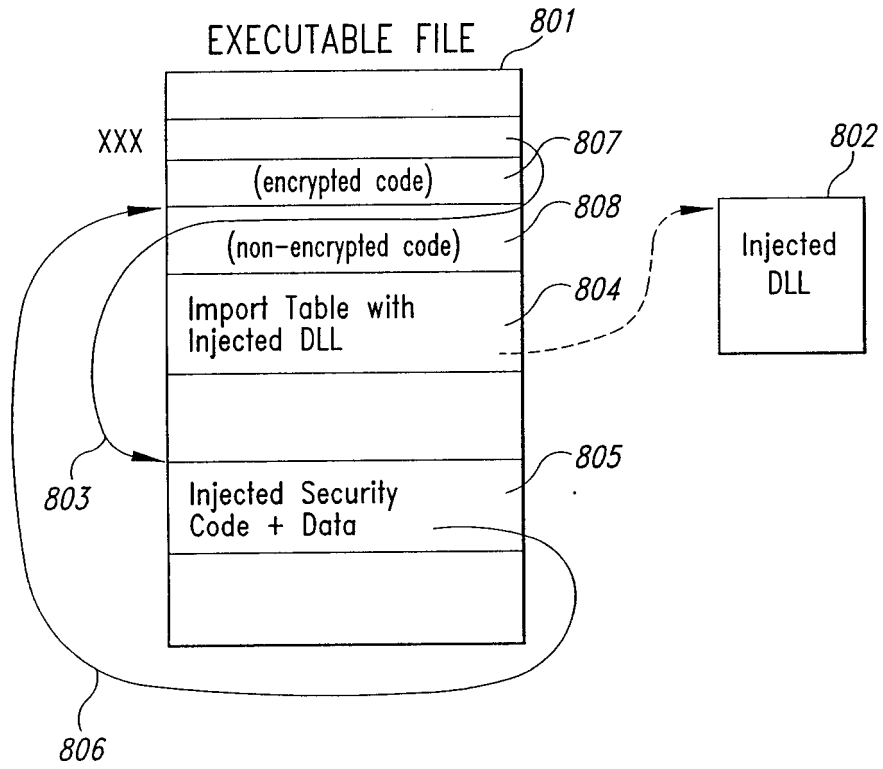 801
EXECUTABLE FILE
XXX
807
802
(encrypted code)
808
(non-encrypted code)
Injected
DLL
804
Import Table with
Injected DLL
805
803
Injected Security
Code + Data
806